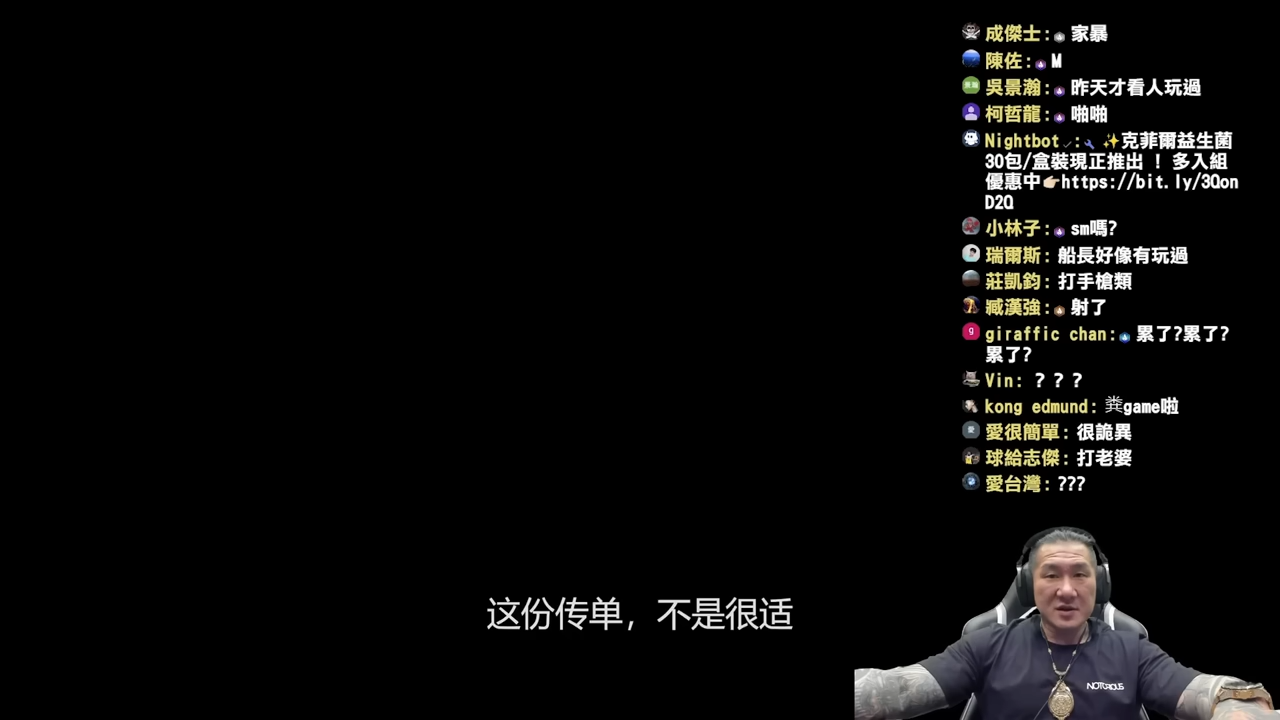 成傑士: 家暴
陳佐: M
吳景瀚: 昨天才看人玩過
柯哲龍: 啪啪
Nightbot✓: ✨克菲爾益生菌
30包/盒裝現正推出 ! 多入組
優惠中👉🏻https://bit.ly/3Qon
D2Q
小林子: sm嗎?
瑞爾斯: 船長好像有玩過
莊凱鈞: 打手槍類
臧漢強: 射了
giraffic chan: 累了?累了?
累了?
Vin: ? ? ?
kong edmund: 粪game啦
愛很簡單: 很詭異
球給志傑: 打老婆
愛台灣: ???
这份传单，不是很适
NOTORIOUS